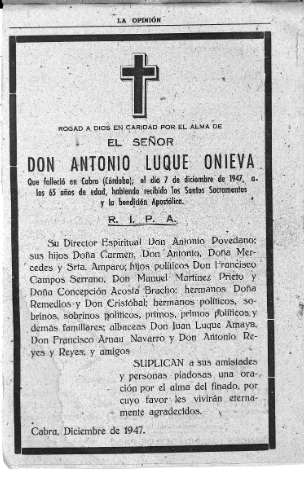 LA OPINIÓN
ROGAD A DIOS EN CARIDAD POR EL ALMA DE
EL SEÑOR
DON ANTONIO LUQUE ONIEVA
Que falleció en Cabra (Córdoba), el día 7 de diciembre de 1947, a
los 65 años de edad, habiendo recibido los Santos Sacramentos
y la bendición Apostólica.
R. I. P. A.
Su Director Espiritual Don Antonio Povedano;
sus hijos Doña Carmen, Don Antonio, Doña Mer-
cedes y Srta. Amparo; hijos políticos Don Francisco
Campos Serrano, Don Manuel Martínez Prieto y
Doña Concepción Acosta Bracho; hermanos Doña
Remedios y Don Cristóbal; hermanos políticos, so-
brinos, sobrinos políticos, primos, primos políticos y
demás familiares; albaceas Don Juan Luque Amaya,
Don Francisco Arnau Navarro y Don Antonio Re-
yes y Reyes, y amigos
SUPLICAN a sus amistades
y personas piadosas una ora-
ción por el alma del finado, por
cuyo favor les vivirán eterna-
mente agradecidos.
Cabra, Diciembre de 1947.